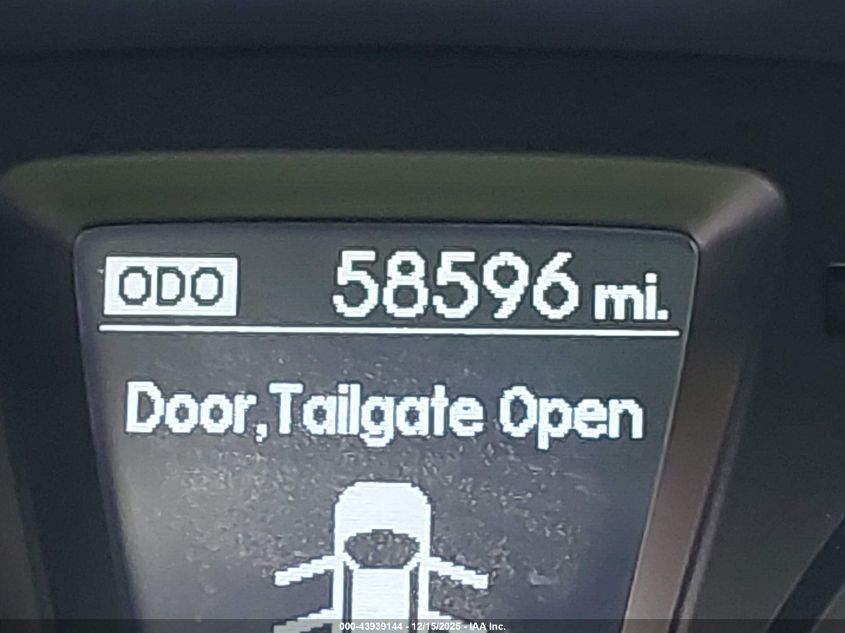 ODO 58596 mi.
Door,Tailgate Open
000-43939144 - 12/15/2025 - IAA Inc.